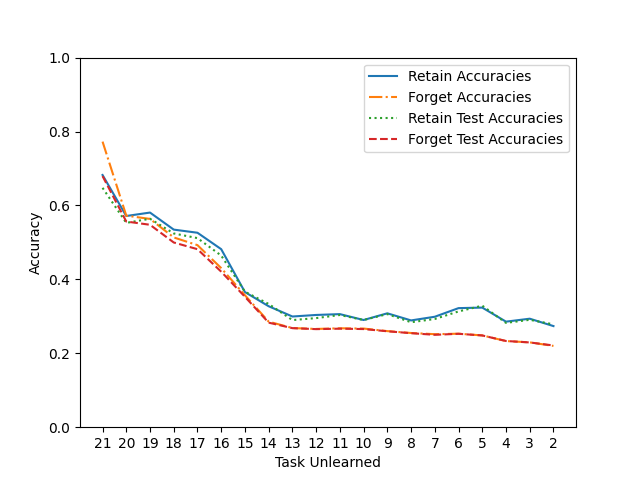 1.0
0.8
0.6
0.4
0.2
0.0
Accuracy
Retain Accuracies
Forget Accuracies
Retain Test Accuracies
Forget Test Accuracies
21 20 19 18 17 16 15 14 13 12 11 10 9 8 7 6 5 4 3 2
Task Unlearned